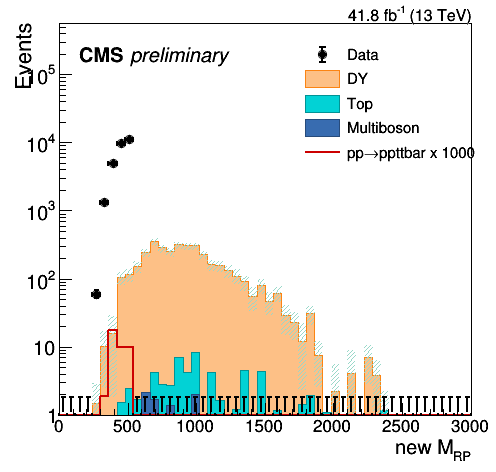 41.8 fb⁻¹ (13 TeV)
Events
CMS preliminary
Data
DY
Top
Multiboson
pp→ppttbar x 1000
10⁵
10⁴
10³
10²
10
1
0 500 1000 1500 2000 2500 3000
new M_RP